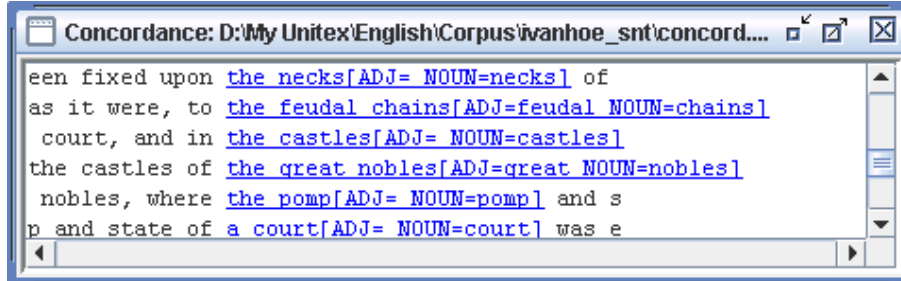 Concordance: D:\My Unitex\English\Corpus\ivanhoe_snt\concord....
een fixed upon the necks[ADJ= NOUN=necks] of
as it were, to the feudal chains[ADJ=feudal NOUN=chains]
court, and in the castles[ADJ= NOUN=castles]
the castles of the great nobles[ADJ=great NOUN=nobles]
nobles, where the pomp[ADJ= NOUN=pomp] and s
p and state of a court[ADJ= NOUN=court] was e